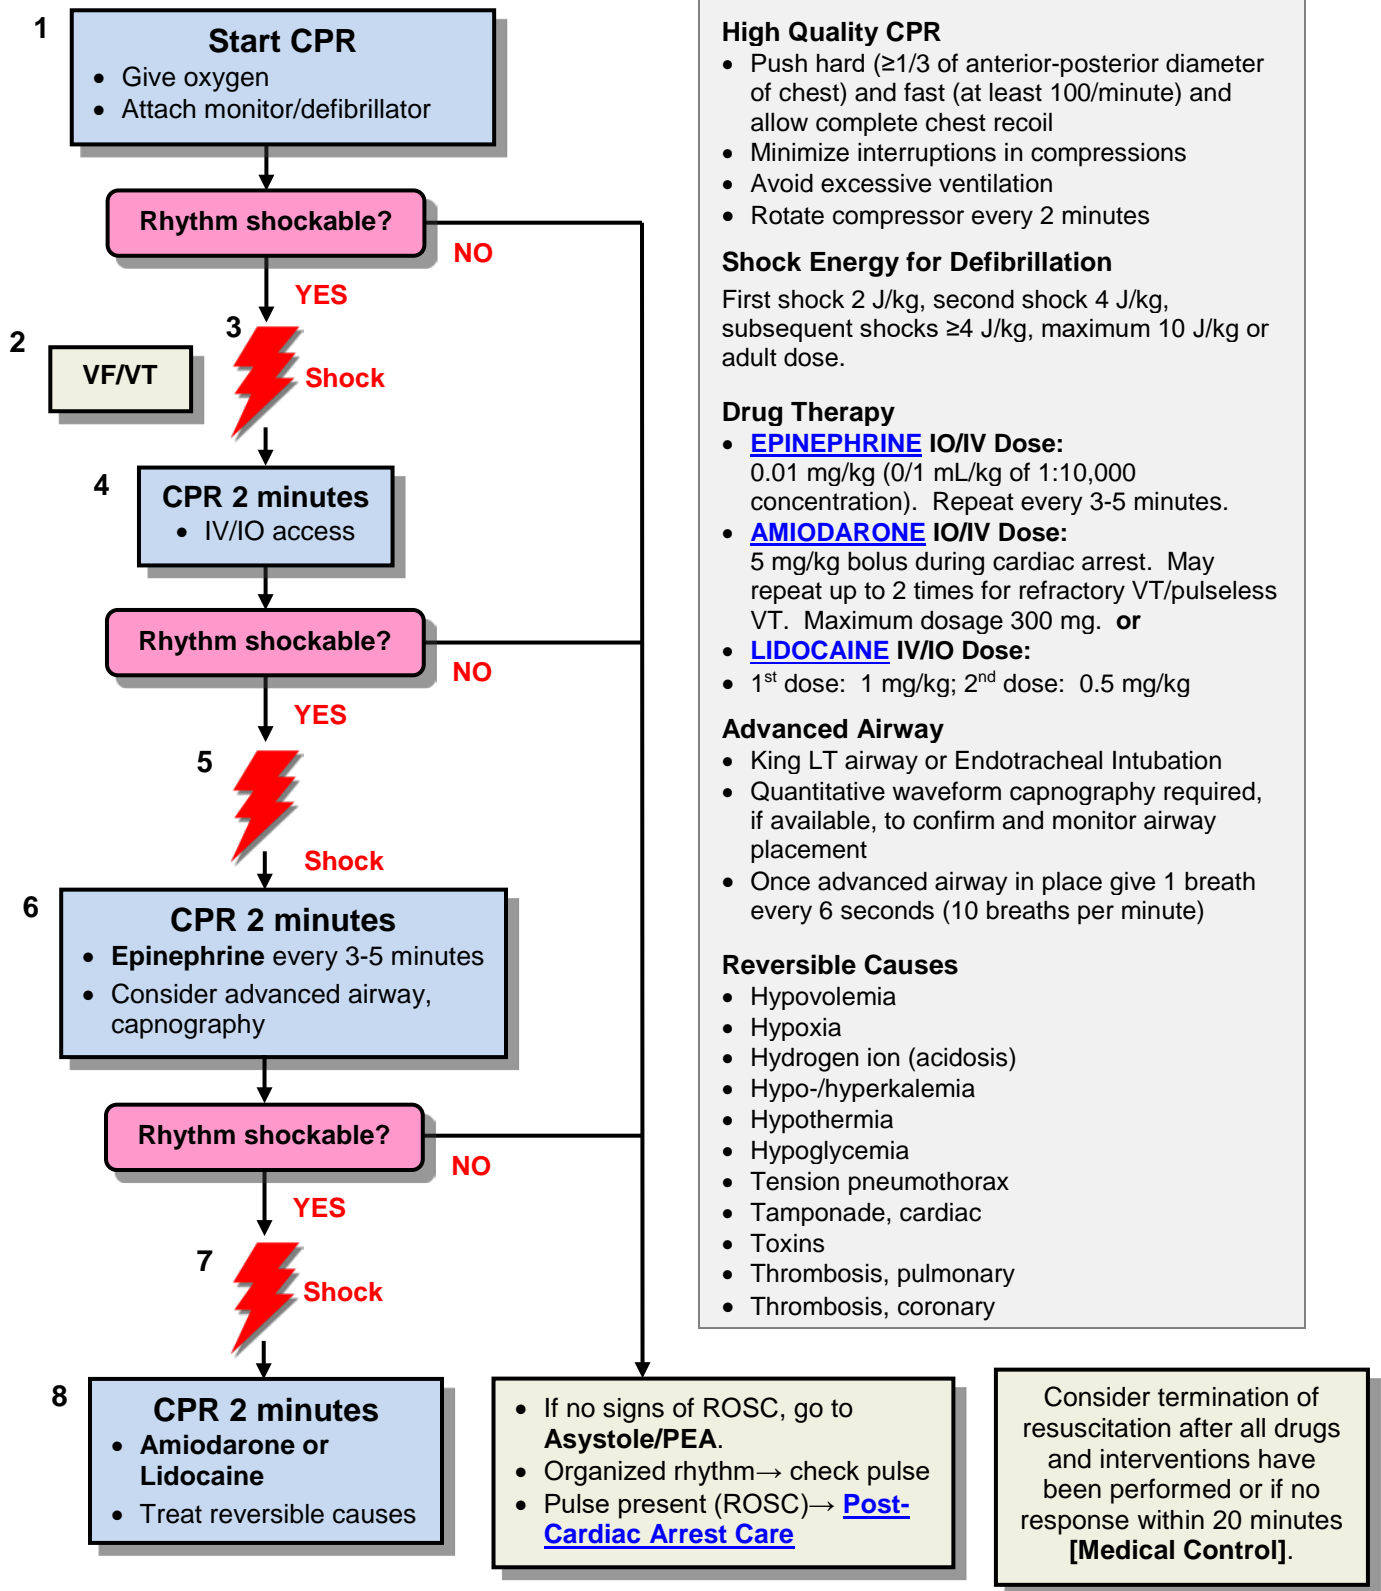 1
Start CPR
• Give oxygen
• Attach monitor/defibrillator
Rhythm shockable?
NO
YES
2
VF/VT
3
Shock
4
CPR 2 minutes
• IV/IO access
Rhythm shockable?
NO
YES
5
Shock
6
CPR 2 minutes
• Epinephrine every 3-5 minutes
• Consider advanced airway,
capnography
Rhythm shockable?
NO
YES
7
Shock
8
CPR 2 minutes
• Amiodarone or
Lidocaine
• Treat reversible causes
• If no signs of ROSC, go to
Asystole/PEA.
• Organized rhythm→ check pulse
• Pulse present (ROSC)→ Post-
Cardiac Arrest Care
High Quality CPR
• Push hard (≥1/3 of anterior-posterior diameter
of chest) and fast (at least 100/minute) and
allow complete chest recoil
• Minimize interruptions in compressions
• Avoid excessive ventilation
• Rotate compressor every 2 minutes
Shock Energy for Defibrillation
First shock 2 J/kg, second shock 4 J/kg,
subsequent shocks ≥4 J/kg, maximum 10 J/kg or
adult dose.
Drug Therapy
• EPINEPHRINE IO/IV Dose:
0.01 mg/kg (0/1 mL/kg of 1:10,000
concentration). Repeat every 3-5 minutes.
• AMIODARONE IO/IV Dose:
5 mg/kg bolus during cardiac arrest. May
repeat up to 2 times for refractory VT/pulseless
VT. Maximum dosage 300 mg. or
• LIDOCAINE IV/IO Dose:
• 1st dose: 1 mg/kg; 2nd dose: 0.5 mg/kg
Advanced Airway
• King LT airway or Endotracheal Intubation
• Quantitative waveform capnography required,
if available, to confirm and monitor airway
placement
• Once advanced airway in place give 1 breath
every 6 seconds (10 breaths per minute)
Reversible Causes
• Hypovolemia
• Hypoxia
• Hydrogen ion (acidosis)
• Hypo-/hyperkalemia
• Hypothermia
• Hypoglycemia
• Tension pneumothorax
• Tamponade, cardiac
• Toxins
• Thrombosis, pulmonary
• Thrombosis, coronary
Consider termination of
resuscitation after all drugs
and interventions have
been performed or if no
response within 20 minutes
[Medical Control].